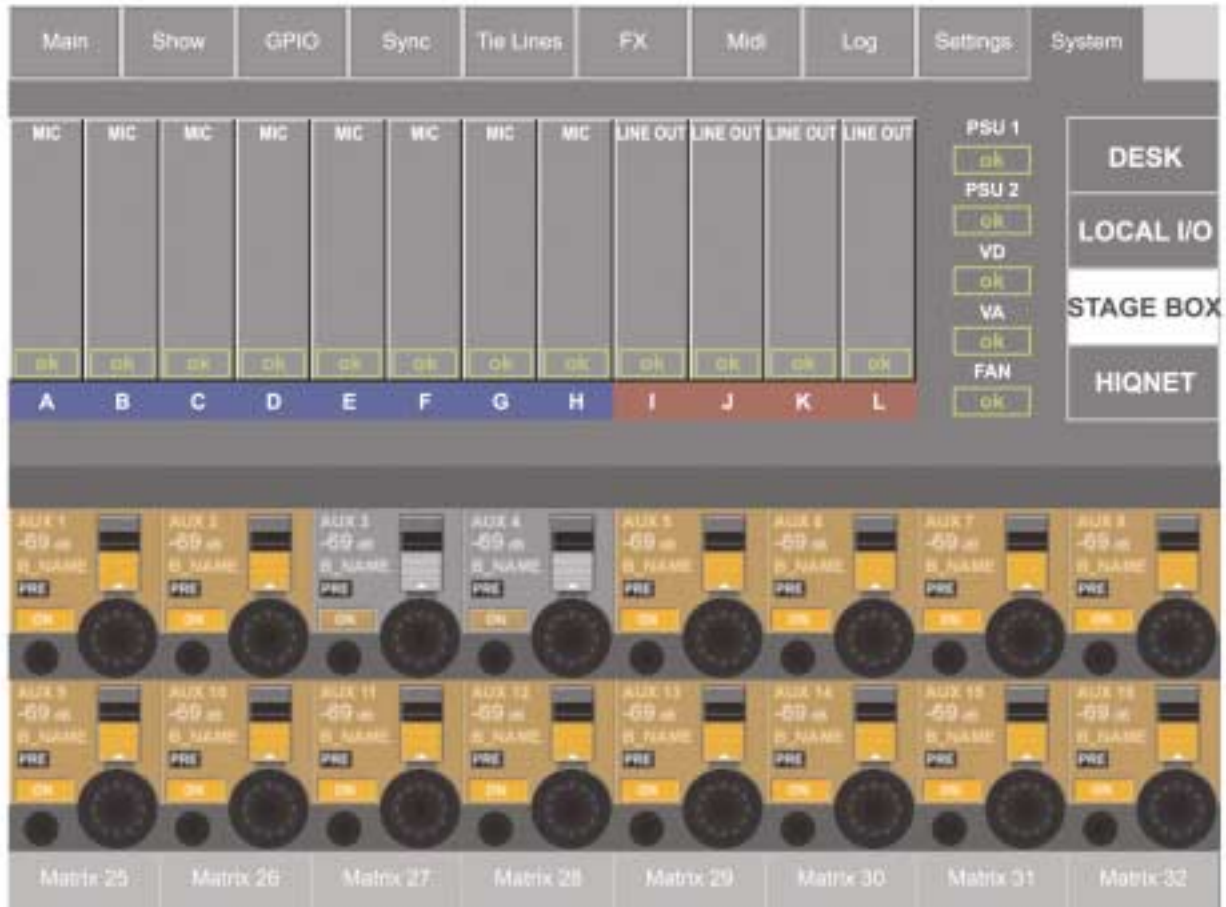 Main Show GPIO Sync Tie Lines FX Midi Log Settings System
MIC MIC MIC MIC MIC MIC MIC MIC LINE OUT LINE OUT LINE OUT LINE OUT
PSU 1
ok
PSU 2
ok
VD
ok
VA
ok
FAN
ok
DESK
LOCAL I/O
STAGE BOX
HIQNET
ok ok ok ok ok ok ok ok ok ok ok ok
A B C D E F G H I J K L
AUX 1 AUX 2 AUX 3 AUX 4 AUX 5 AUX 6 AUX 7 AUX 8
-69 dB -69 dB -69 dB -69 dB -69 dB -69 dB -69 dB -69 dB
B_NAME B_NAME B_NAME B_NAME B_NAME B_NAME B_NAME B_NAME
PRE PRE PRE PRE PRE PRE PRE PRE
ON ON ON ON ON ON ON ON
AUX 9 AUX 10 AUX 11 AUX 12 AUX 13 AUX 14 AUX 15 AUX 16
-69 dB -69 dB -69 dB -69 dB -69 dB -69 dB -69 dB -69 dB
B_NAME B_NAME B_NAME B_NAME B_NAME B_NAME B_NAME B_NAME
PRE PRE PRE PRE PRE PRE PRE PRE
ON ON ON ON ON ON ON ON
Matrix 25 Matrix 26 Matrix 27 Matrix 28 Matrix 29 Matrix 30 Matrix 31 Matrix 32